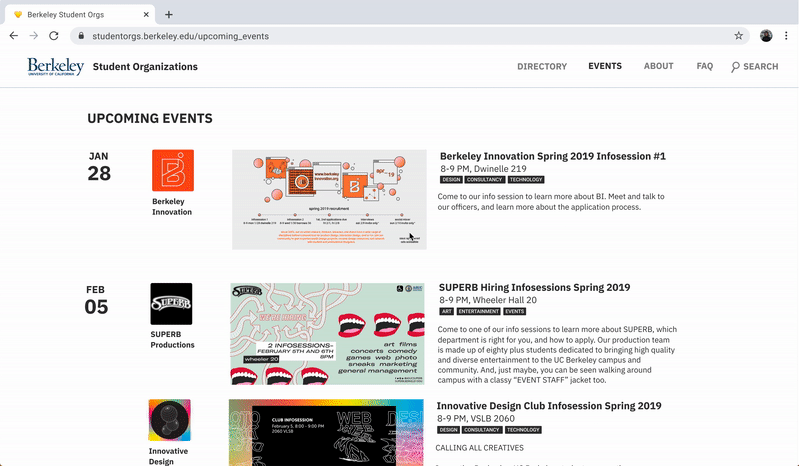 Berkeley Student Orgs
studentorgs.berkeley.edu/upcoming_events
Berkeley
UNIVERSITY OF CALIFORNIA
Student Organizations
DIRECTORY
EVENTS
ABOUT
FAQ
SEARCH
UPCOMING EVENTS
JAN
28
Berkeley
Innovation
www.berkeley
innovation.org
apr
19
spring 2019 recruitment
Berkeley Innovation Spring 2019 Infosession #1
8-9 PM, Dwinelle 219
DESIGN CONSULTANCY TECHNOLOGY
Come to our info session to learn more about BI. Meet and talk to
our officers, and learn more about the application process.
FEB
05
SUPERB
SUPERB
Productions
SUPERB
WE'RE HIRING
2 INFOSESSIONS-
FEBRUARY 5TH AND 6TH
8PM
wheeler 20
art films
concerts comedy
games web photo
sneaks marketing
general management
SUPERB Hiring Infosessions Spring 2019
8-9 PM, Wheeler Hall 20
ART ENTERTAINMENT EVENTS
Come to one of our info sessions to learn more about SUPERB, which
department is right for you, and how to apply. Our production team
is made up of eighty plus students dedicated to bringing high quality
and diverse entertainment to the UC Berkeley campus and
community. And, just maybe, you can be seen walking around
campus with a classy “EVENT STAFF” jacket too.
Innovative
Design
CLUB INFOSESSION
February 5, 8:00 - 9:00 PM
2060 VLSB
WEB
Innovative Design Club Infosession Spring 2019
8-9 PM, VSLB 2060
DESIGN CONSULTANCY TECHNOLOGY
CALLING ALL CREATIVES